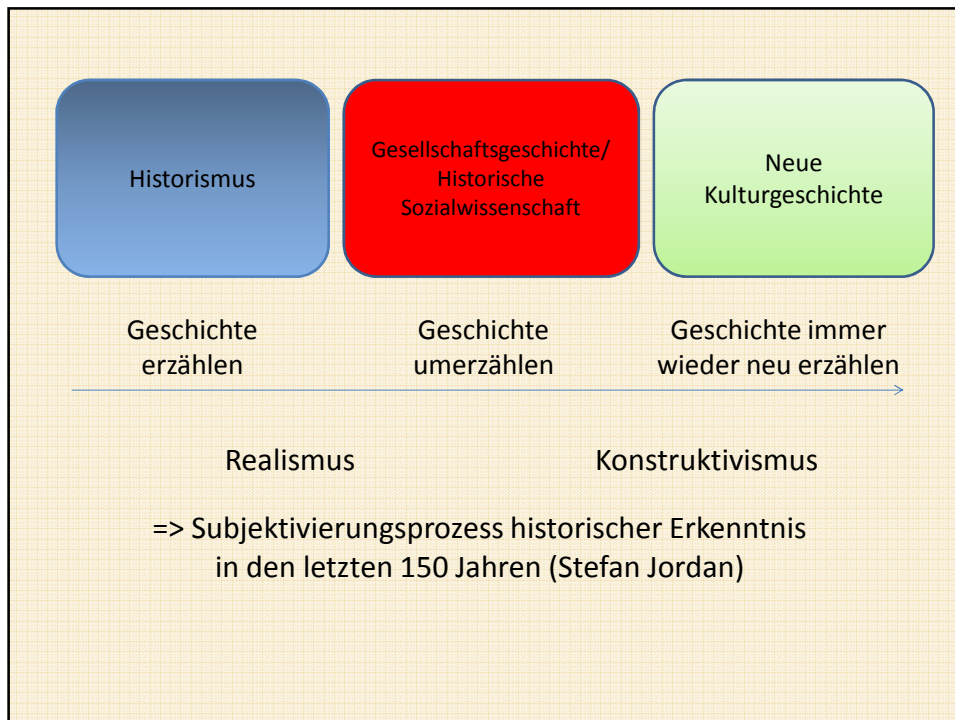 Historismus
Gesellschaftsgeschichte/
Historische
Sozialwissenschaft
Neue
Kulturgeschichte
Geschichte
erzählen
Geschichte
umerzählen
Geschichte immer
wieder neu erzählen
Realismus
Konstruktivismus
=> Subjektivierungsprozess historischer Erkenntnis
in den letzten 150 Jahren (Stefan Jordan)